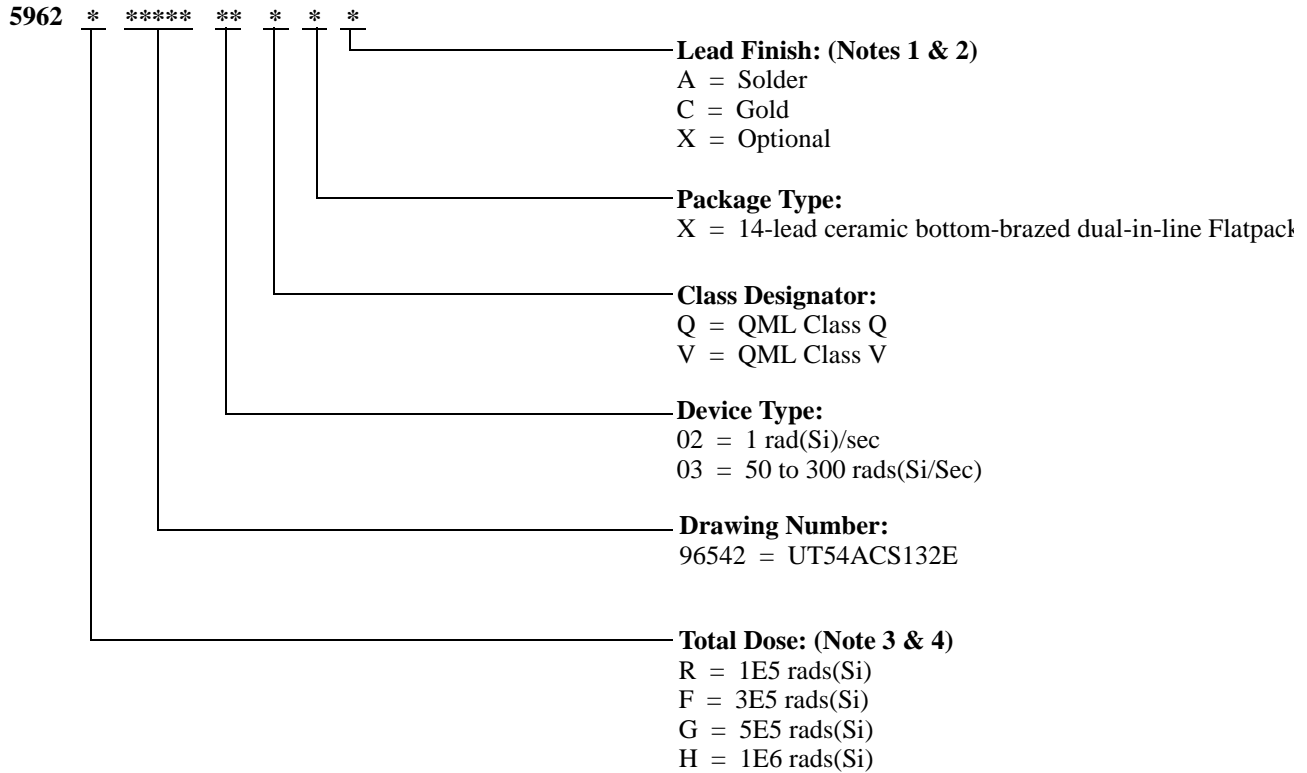 5962 * ***** ** * * *
Lead Finish: (Notes 1 & 2)
A = Solder
C = Gold
X = Optional
Package Type:
X = 14-lead ceramic bottom-brazed dual-in-line Flatpack
Class Designator:
Q = QML Class Q
V = QML Class V
Device Type:
02 = 1 rad(Si)/sec
03 = 50 to 300 rads(Si/Sec)
Drawing Number:
96542 = UT54ACS132E
Total Dose: (Note 3 & 4)
R = 1E5 rads(Si)
F = 3E5 rads(Si)
G = 5E5 rads(Si)
H = 1E6 rads(Si)